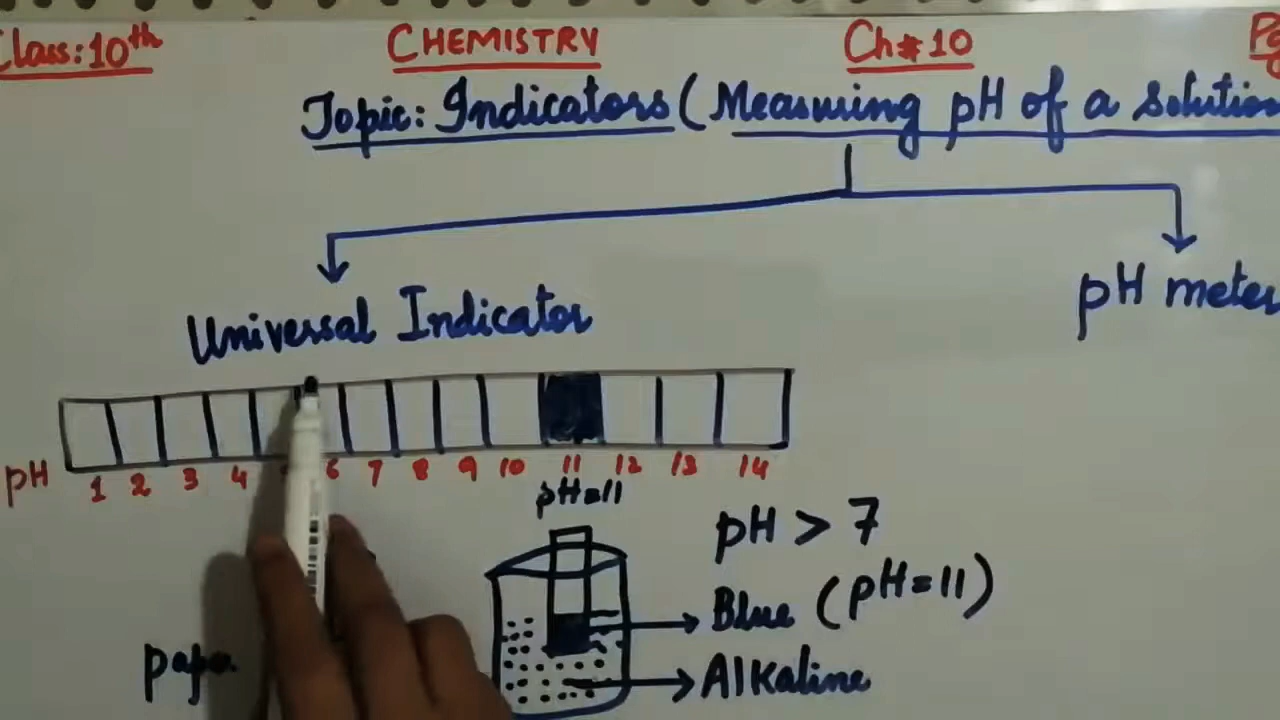 Class: 10th CHEMISTRY Ch#10
Topic: Indicators (Measuring pH of a Solution
Universal Indicator
pH meter
pH 1 2 3 4 6 7 8 9 10 11 12 13 14
pH=11
pH > 7
Blue (pH=11)
Alkaline